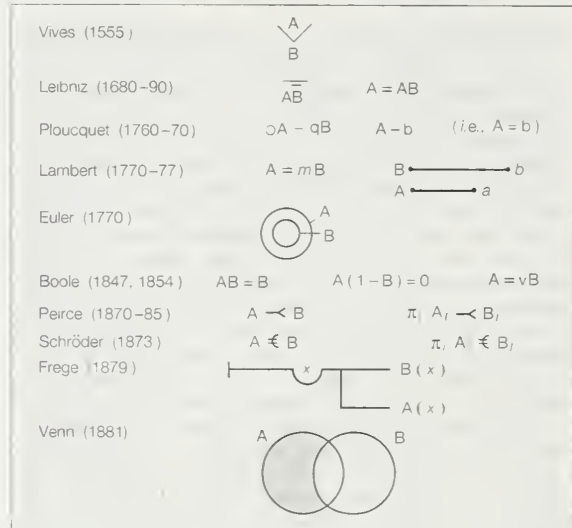 Vives (1555)
A
B
Leibniz (1680–90) AB A = AB
Ploucquet (1760–70) ɔA – qB A – b (i.e., A = b)
Lambert (1770–77) A = mB B b
A a
Euler (1770)
A
B
Boole (1847, 1854) AB = B A(1 – B) = 0 A = vB
Peirce (1870–85) A ⤙ B π, A, ⤙ B,
Schröder (1873) A € B π, A € B,
Frege (1879) x B(x)
A(x)
Venn (1881) A B